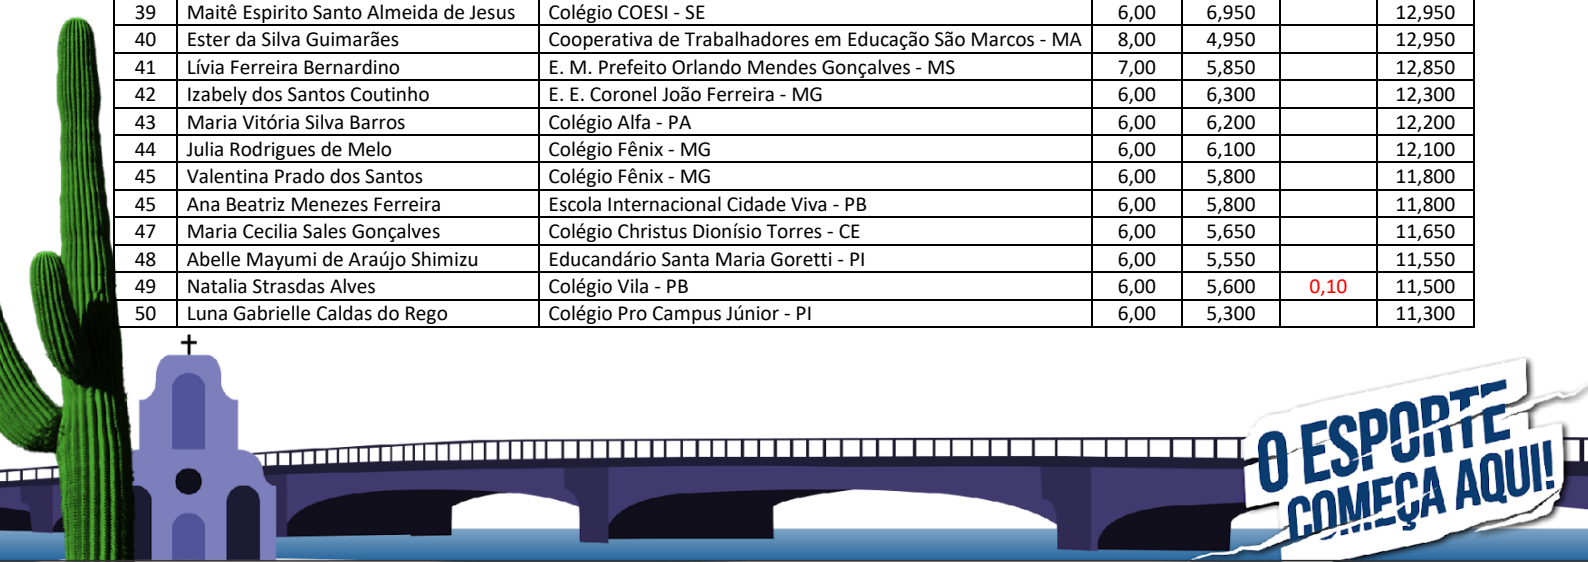 39 Maitê Espirito Santo Almeida de Jesus Colégio COESI - SE 6,00 6,950 12,950
40 Ester da Silva Guimarães Cooperativa de Trabalhadores em Educação São Marcos - MA 8,00 4,950 12,950
41 Lívia Ferreira Bernardino E. M. Prefeito Orlando Mendes Gonçalves - MS 7,00 5,850 12,850
42 Izabely dos Santos Coutinho E. E. Coronel João Ferreira - MG 6,00 6,300 12,300
43 Maria Vitória Silva Barros Colégio Alfa - PA 6,00 6,200 12,200
44 Julia Rodrigues de Melo Colégio Fênix - MG 6,00 6,100 12,100
45 Valentina Prado dos Santos Colégio Fênix - MG 6,00 5,800 11,800
45 Ana Beatriz Menezes Ferreira Escola Internacional Cidade Viva - PB 6,00 5,800 11,800
47 Maria Cecilia Sales Gonçalves Colégio Christus Dionísio Torres - CE 6,00 5,650 11,650
48 Abelle Mayumi de Araújo Shimizu Educandário Santa Maria Goretti - PI 6,00 5,550 11,550
49 Natalia Strasdas Alves Colégio Vila - PB 6,00 5,600 0,10 11,500
50 Luna Gabrielle Caldas do Rego Colégio Pro Campus Júnior - PI 6,00 5,300 11,300
O ESPORTE
COMEÇA AQUI!